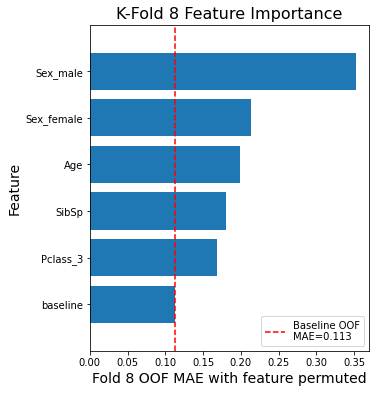 K-Fold 8 Feature Importance
Feature
Sex_male
Sex_female
Age
SibSp
Pclass_3
baseline
Baseline OOF
MAE=0.113
0.00 0.05 0.10 0.15 0.20 0.25 0.30 0.35
Fold 8 OOF MAE with feature permuted